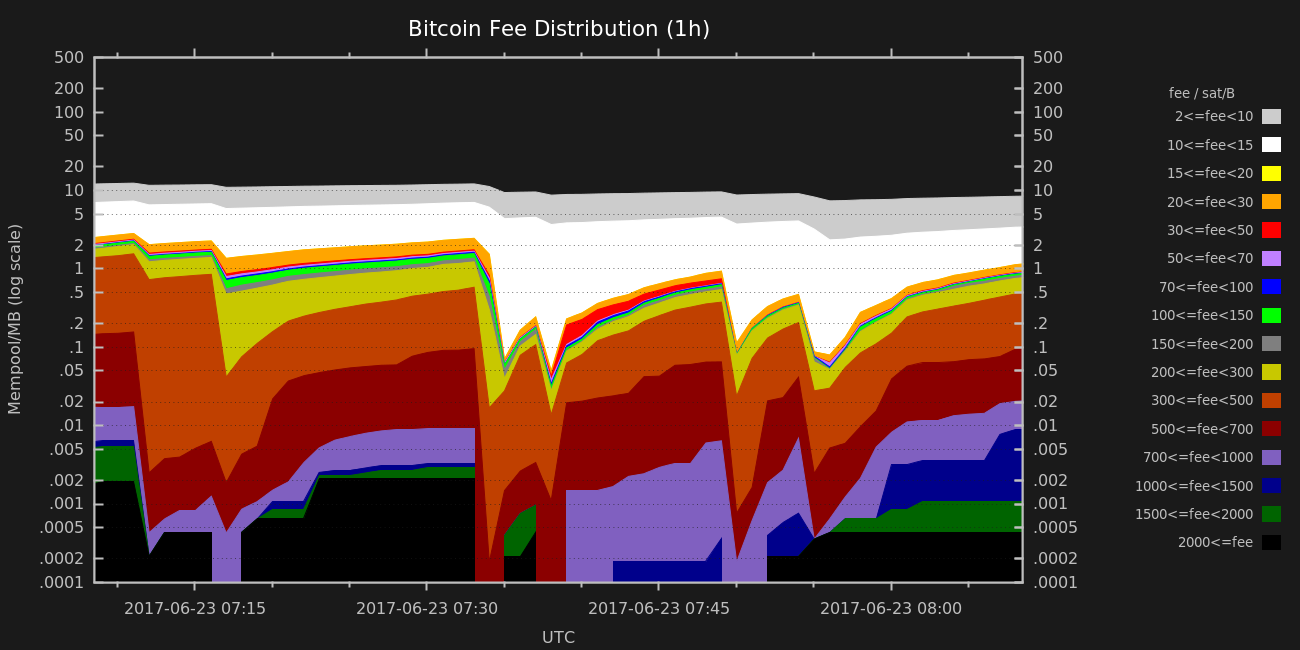 Bitcoin Fee Distribution (1h)
500
200
100
50
20
10
5
2
1
.5
.2
.1
.05
.02
.01
.005
.002
.001
.0005
.0002
.0001
Mempool/MB (log scale)
500
200
100
50
20
10
5
2
1
.5
.2
.1
.05
.02
.01
.005
.002
.001
.0005
.0002
.0001
2017-06-23 07:15
2017-06-23 07:30
2017-06-23 07:45
2017-06-23 08:00
UTC
fee / sat/B
2<=fee<10
10<=fee<15
15<=fee<20
20<=fee<30
30<=fee<50
50<=fee<70
70<=fee<100
100<=fee<150
150<=fee<200
200<=fee<300
300<=fee<500
500<=fee<700
700<=fee<1000
1000<=fee<1500
1500<=fee<2000
2000<=fee